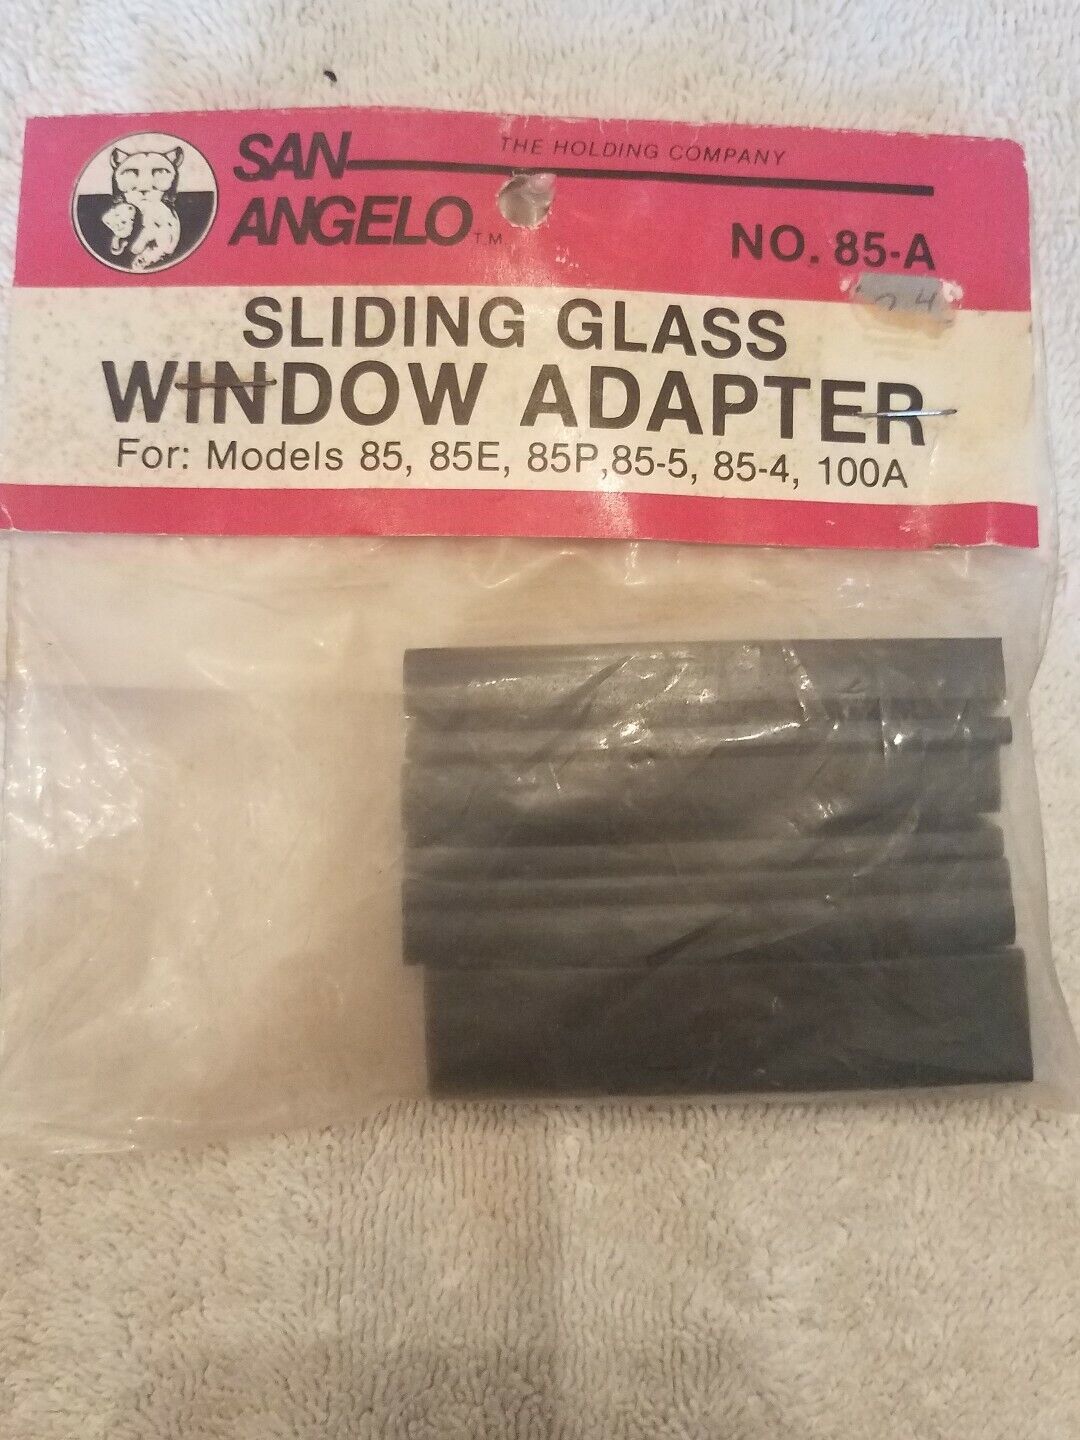 SAN
ANGELO T.M.
THE HOLDING COMPANY
NO. 85-A
SLIDING GLASS
WINDOW ADAPTER
For: Models 85, 85E, 85P,85-5, 85-4, 100A